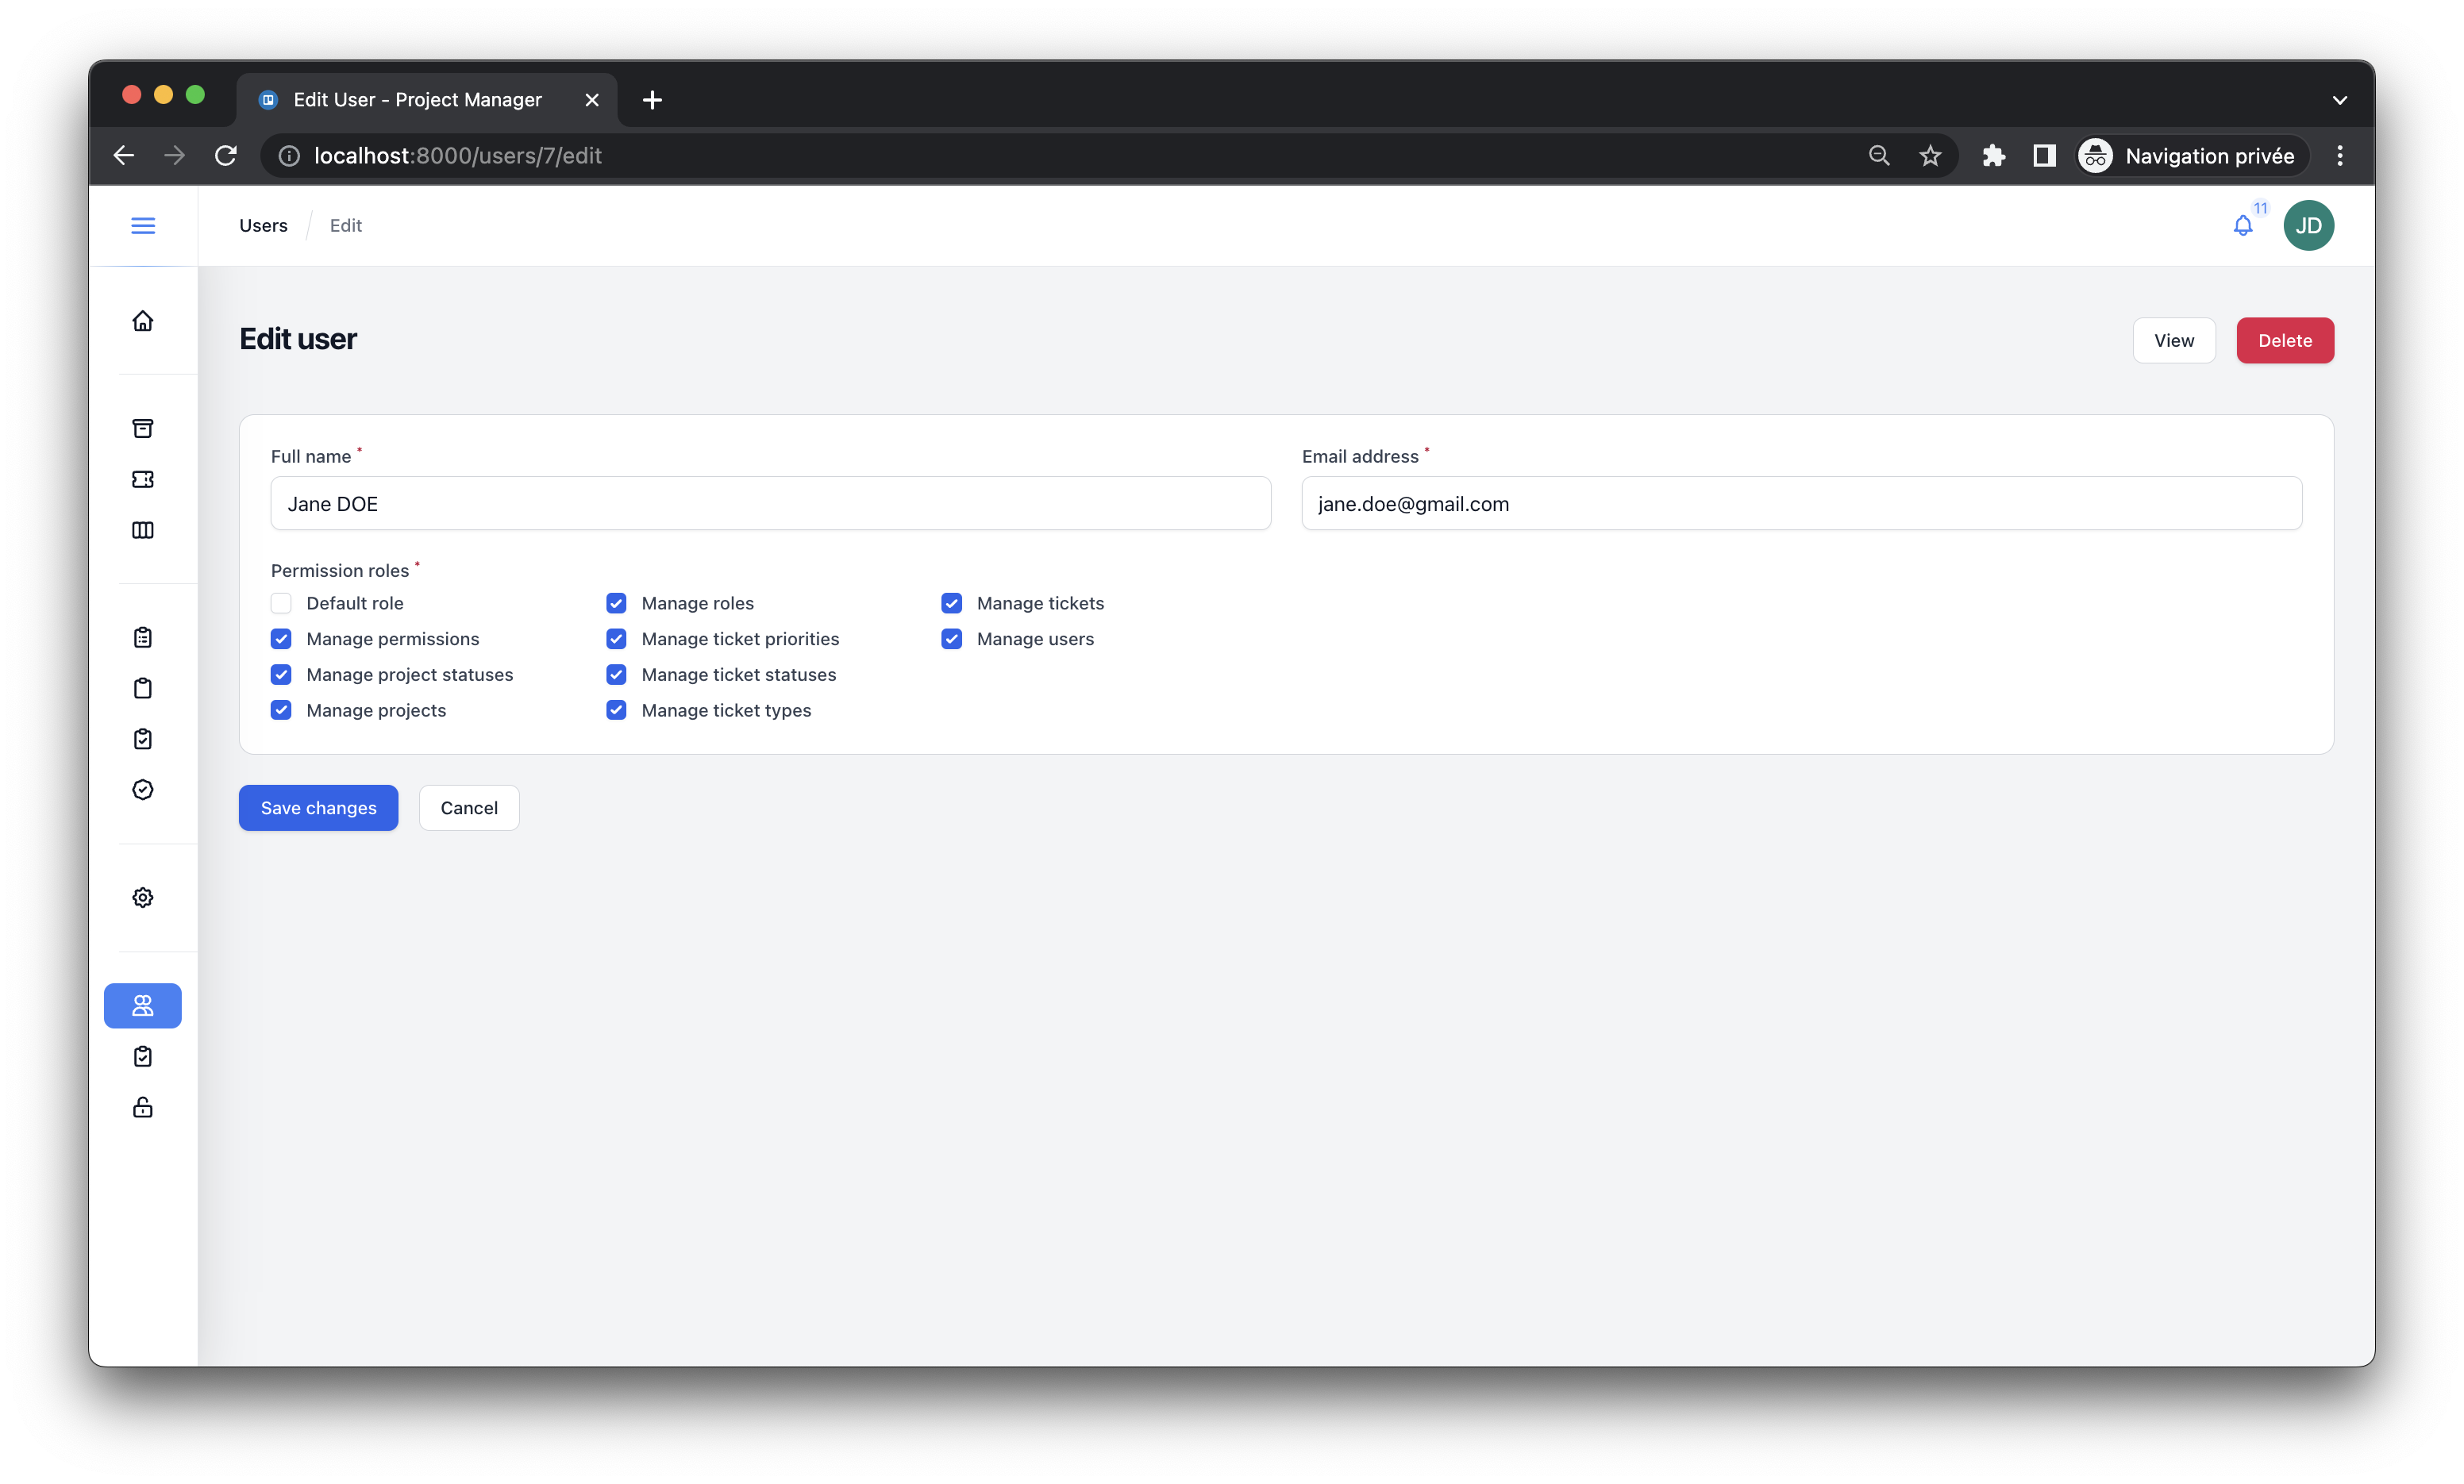 Edit User - Project Manager
localhost:8000/users/7/edit
Navigation privée
Users
Edit
11
JD
Edit user
View
Delete
Full name *
Email address *
Jane DOE
jane.doe@gmail.com
Permission roles *
Default role
Manage roles
Manage tickets
Manage permissions
Manage ticket priorities
Manage users
Manage project statuses
Manage ticket statuses
Manage projects
Manage ticket types
Save changes
Cancel